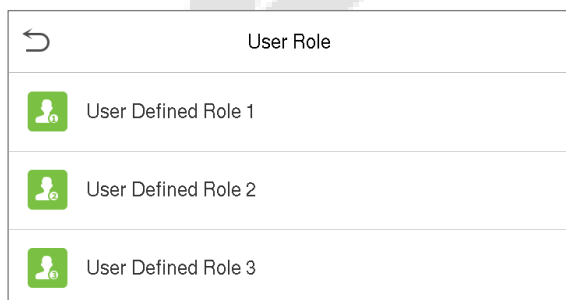 User Role
User Defined Role 1
User Defined Role 2
User Defined Role 3